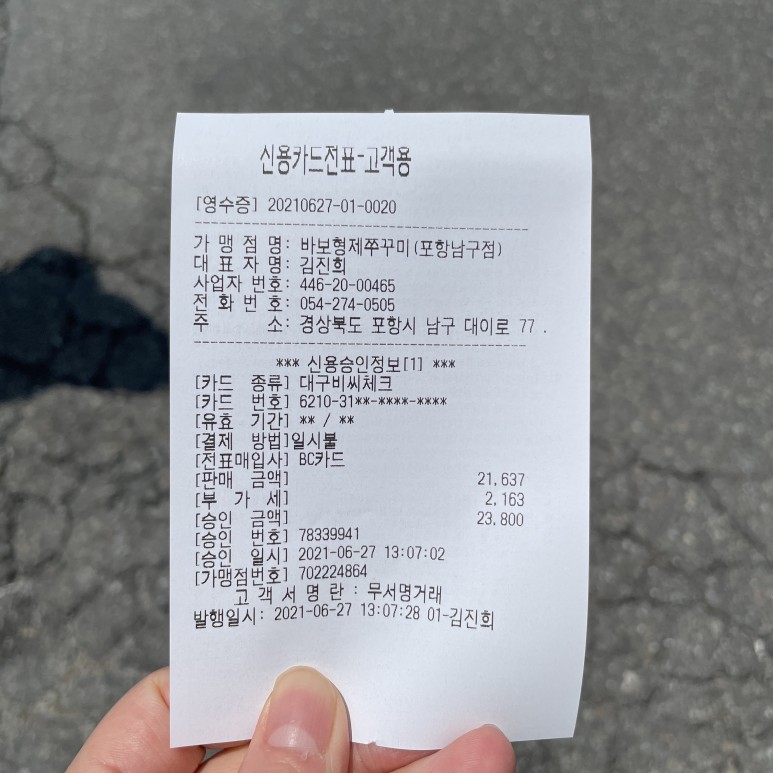 신용카드전표-고객용
[영수증] 20210627-01-0020
가 맹 점 명: 바보형제쭈꾸미(포항남구점)
대 표 자 명: 김진희
사업자 번호: 446-20-00465
전 화 번 호: 054-274-0505
주 소: 경상북도 포항시 남구 대이로 77 .
*** 신용승인정보[1] ***
[카드 종류] 대구비씨체크
[카드 번호] 6210-31**-****-****
[유효 기간] ** / **
[결제 방법]일시불
[전표매입사] BC카드
[판매 금액] 21,637
[부 가 세] 2,163
[승인 금액] 23,800
[승인 번호] 78339941
[승인 일시] 2021-06-27 13:07:02
[가맹점번호] 702224864
고 객 서 명 란 : 무서명거래
발행일시: 2021-06-27 13:07:28 01-김진희